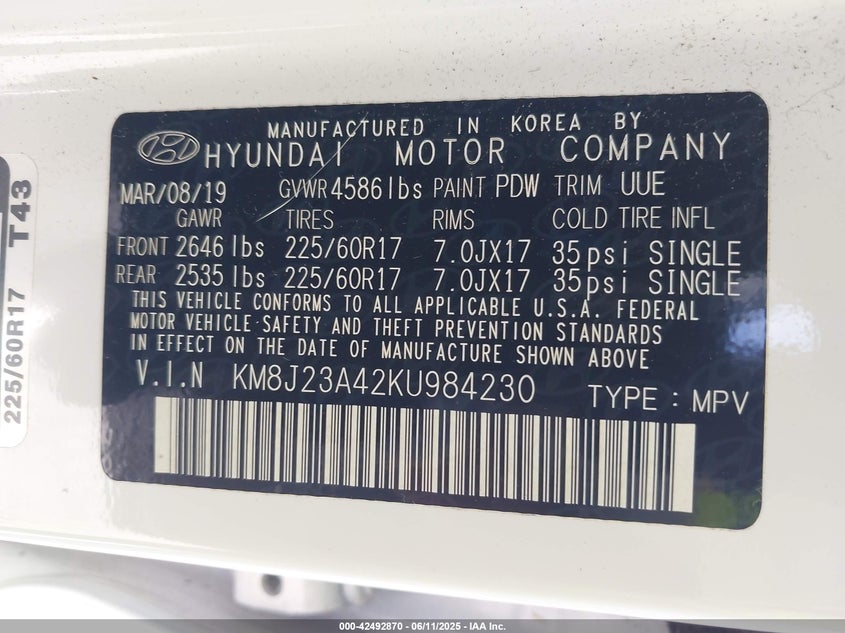 MANUFACTURED IN KOREA BY
HYUNDAI MOTOR COMPANY
MAR/08/19 GVWR 4586 lbs PAINT PDW TRIM UUE
GAWR TIRES RIMS COLD TIRE INFL
FRONT 2646 lbs 225/60R17 7.0JX17 35psi SINGLE
REAR 2535 lbs 225/60R17 7.0JX17 35psi SINGLE
THIS VEHICLE CONFORMS TO ALL APPLICABLE U.S.A. FEDERAL
MOTOR VEHICLE SAFETY AND THEFT PREVENTION STANDARDS
IN EFFECT ON THE DATE OF MANUFACTURE SHOWN ABOVE
V.I.N KM8J23A42KU984230 TYPE : MPV
225/60R17 T43
000-42492870 - 06/11/2025 - IAA Inc.